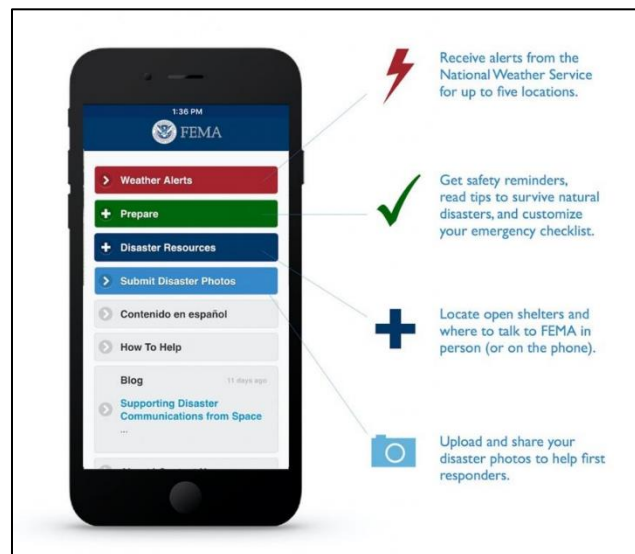 1:36 PM
FEMA
Weather Alerts
Prepare
Disaster Resources
Submit Disaster Photos
Contenido en español
How To Help
Blog 11 days ago
Supporting Disaster
Communications from Space
...
Receive alerts from the
National Weather Service
for up to five locations.
Get safety reminders,
read tips to survive natural
disasters, and customize
your emergency checklist.
Locate open shelters and
where to talk to FEMA in
person (or on the phone).
Upload and share your
disaster photos to help first
responders.